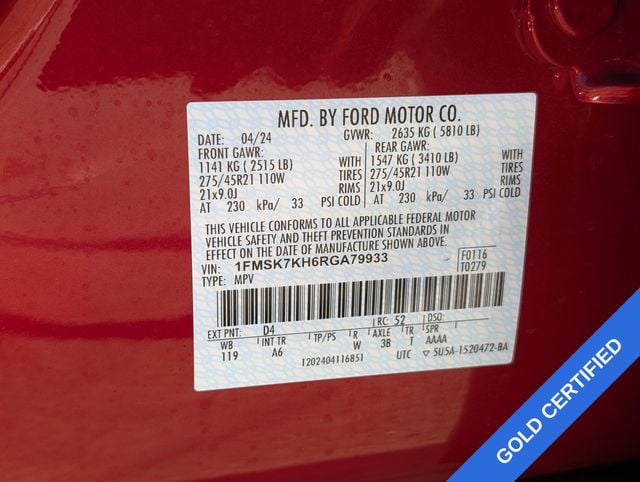 MFD. BY FORD MOTOR CO.
DATE: 04/24 GVWR: 2635 KG ( 5810 LB)
FRONT GAWR: REAR GAWR:
1141 KG ( 2515 LB) WITH 1547 KG ( 3410 LB) WITH
275/45R21 110W TIRES 275/45R21 110W TIRES
21x9.0J RIMS 21x9.0J RIMS
AT 230 kPa/ 33 PSI COLD AT 230 kPa/ 33 PSI COLD
THIS VEHICLE CONFORMS TO ALL APPLICABLE FEDERAL MOTOR
VEHICLE SAFETY AND THEFT PREVENTION STANDARDS IN
EFFECT ON THE DATE OF MANUFACTURE SHOWN ABOVE.
VIN: 1FMSK7KH6RGA79933 F0116
TYPE: MPV T0279
EXT PNT: D4 RC: 52 DSO:
WB INT TR TP/PS R AXLE TR SPR
119 A6 W 3B T AAAA
1202404116851 UTC ▽ 5U5A-1520472-BA
GOLD CERTIFIED